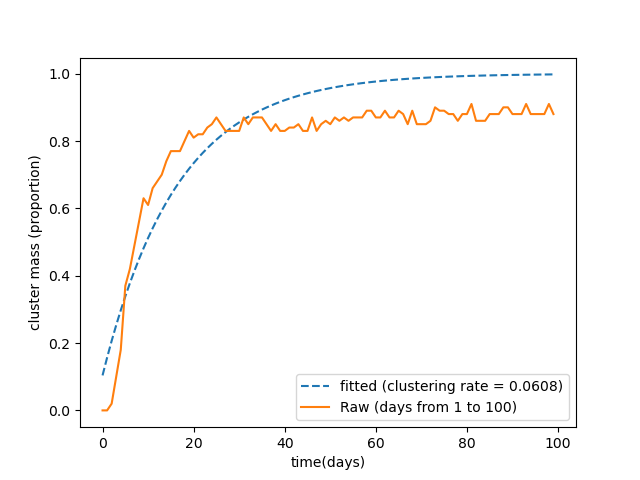 1.0
0.8
0.6
0.4
0.2
0.0
cluster mass (proportion)
fitted (clustering rate = 0.0608)
Raw (days from 1 to 100)
0 20 40 60 80 100
time(days)